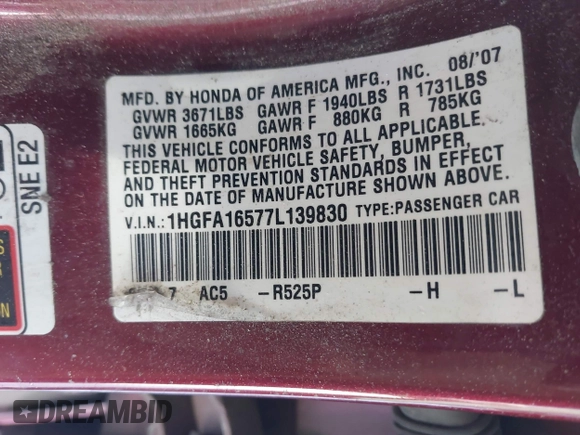 MFD. BY HONDA OF AMERICA MFG., INC. 08/'07
GVWR 3671LBS GAWR F 1940LBS R 1731LBS
GVWR 1665KG GAWR F 880KG R 785KG
THIS VEHICLE CONFORMS TO ALL APPLICABLE
FEDERAL MOTOR VEHICLE SAFETY, BUMPER,
AND THEFT PREVENTION STANDARDS IN EFFECT
ON THE DATE OF MANUFACTURE SHOWN ABOVE.
V.I.N.: 1HGFA16577L139830 TYPE:PASSENGER CAR
7 AC5 -R525P -H -L
SNE E2
DREAMBID